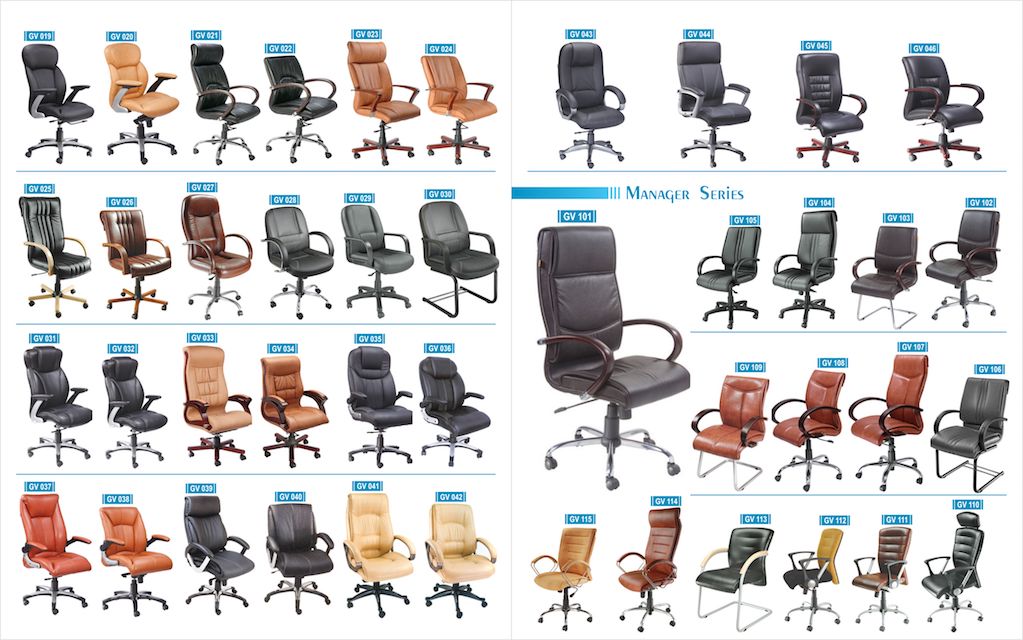 GV 019
GV 020
GV 021
GV 022
GV 023
GV 024
GV 025
GV 026
GV 027
GV 028
GV 029
GV 030
GV 031
GV 032
GV 033
GV 034
GV 035
GV 036
GV 037
GV 038
GV 039
GV 040
GV 041
GV 042
GV 043
GV 044
GV 045
GV 046
Manager Series
GV 101
GV 105
GV 104
GV 103
GV 102
GV 109
GV 108
GV 107
GV 106
GV 115
GV 114
GV 113
GV 112
GV 111
GV 110